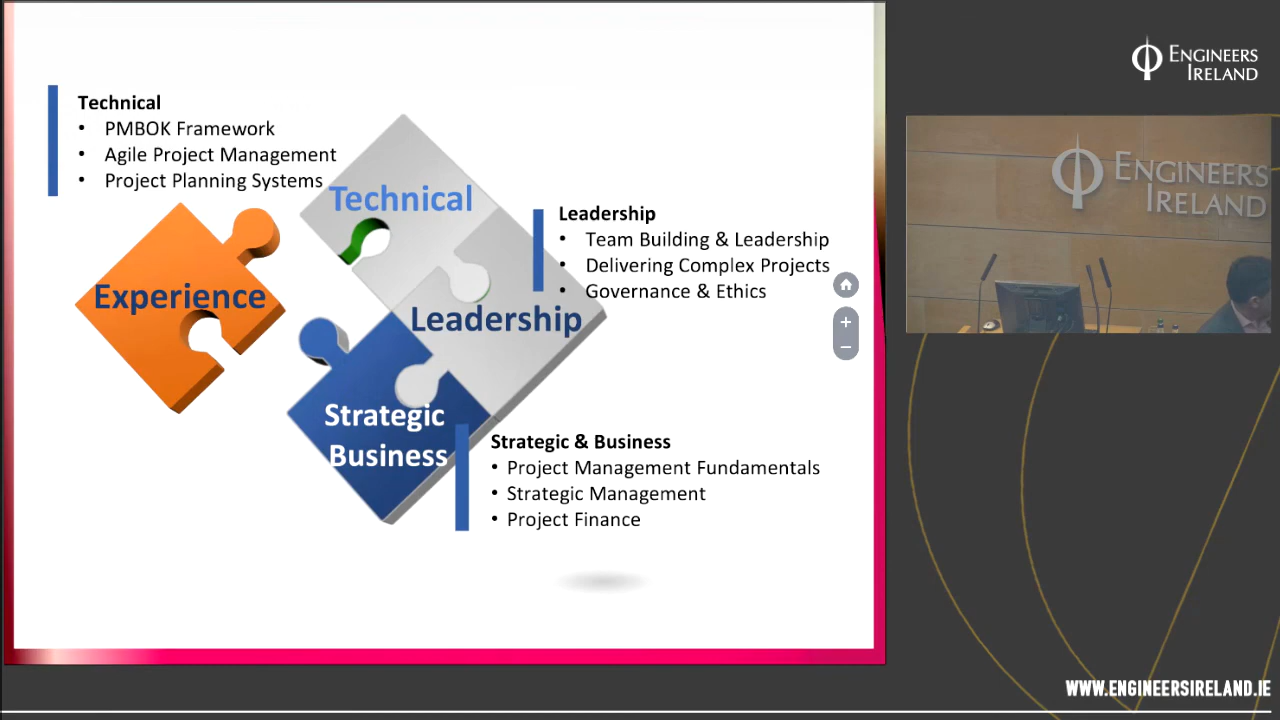 Technical
• PMBOK Framework
• Agile Project Management
• Project Planning Systems
Technical
Leadership
• Team Building & Leadership
• Delivering Complex Projects
• Governance & Ethics
Experience
Leadership
Strategic
Business
Strategic & Business
• Project Management Fundamentals
• Strategic Management
• Project Finance
ENGINEERS
IRELAND
ENGINEERS
IRELAND
WWW.ENGINEERSIRELAND.IE